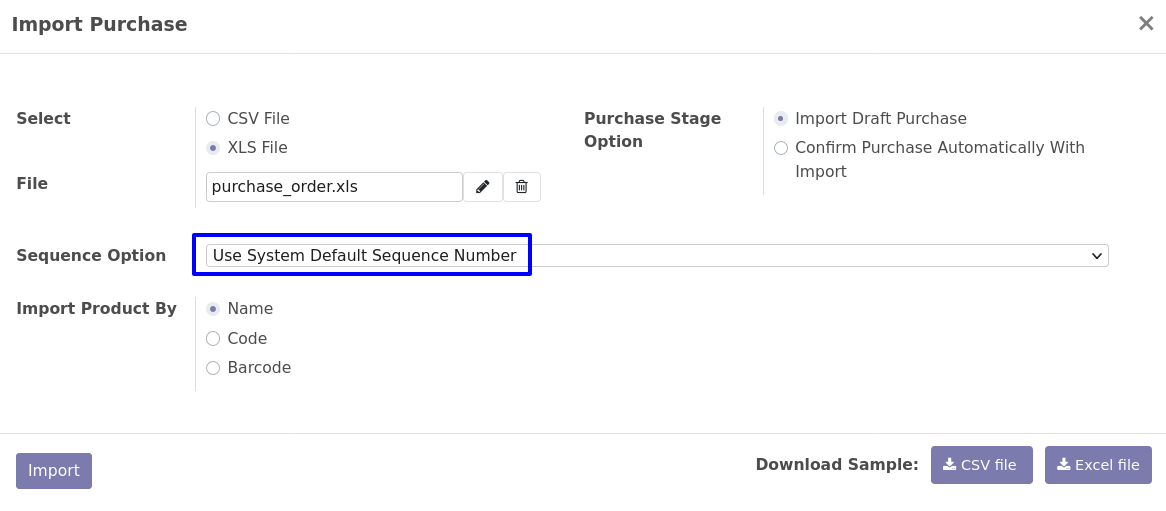 Import Purchase
Select
CSV File
XLS File
Purchase Stage
Option
Import Draft Purchase
Confirm Purchase Automatically With
Import
File
purchase_order.xls
Sequence Option
Use System Default Sequence Number
Import Product By
Name
Code
Barcode
Import
Download Sample:
CSV file
Excel file